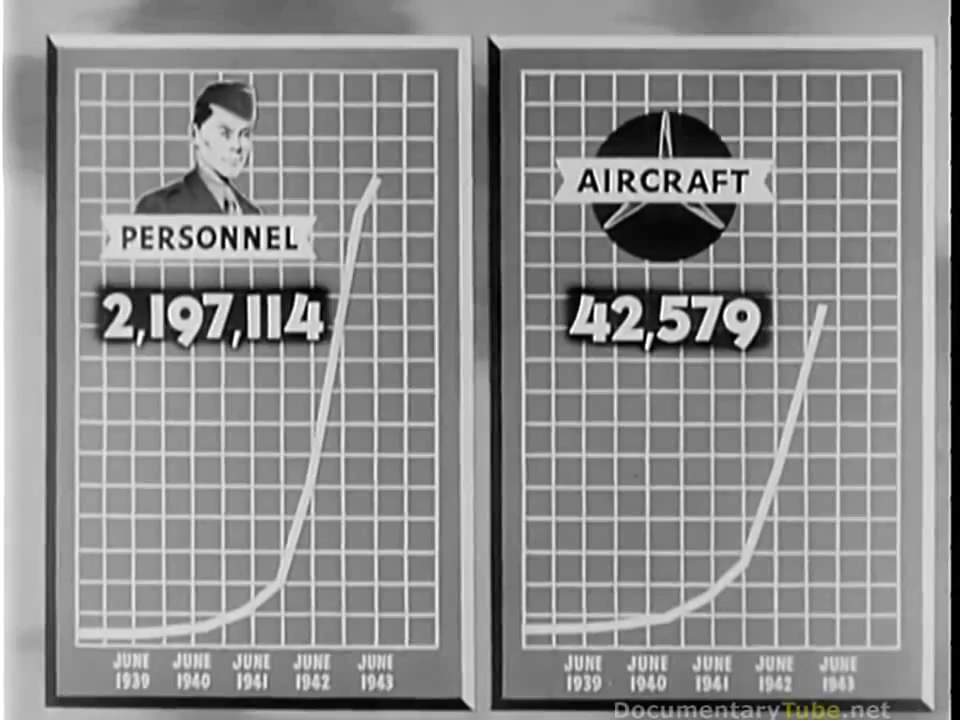 PERSONNEL
2,197,114
JUNE 1939
JUNE 1940
JUNE 1941
JUNE 1942
JUNE 1943
AIRCRAFT
42,579
JUNE 1939
JUNE 1940
JUNE 1941
JUNE 1942
JUNE 1943
DocumentaryTube.net